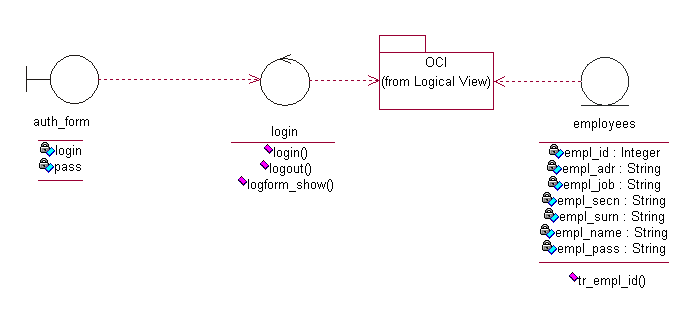 OCI
(from Logical View)
auth_form
login
pass
login
login()
logout()
logform_show()
employees
empl_id : Integer
empl_adr : String
empl_job : String
empl_secn : String
empl_surn : String
empl_name : String
empl_pass : String
tr_empl_id()